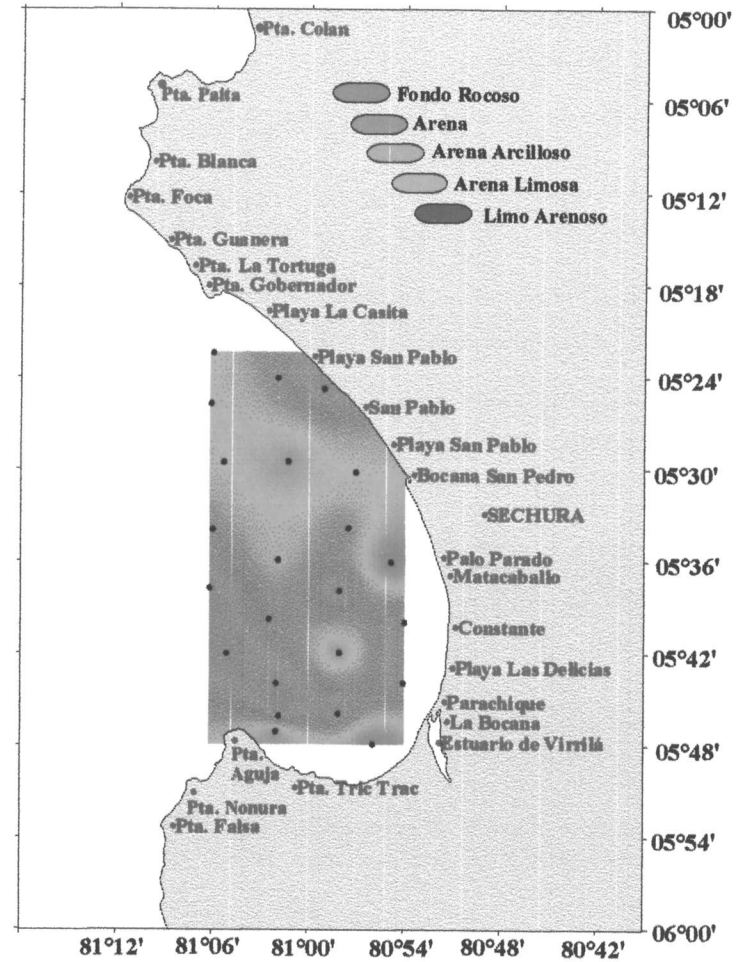 05°00'
Pta. Colan
Pta. Paita
Fondo Rocoso
05°06'
Arena
Pta. Blanca
Arena Arcilloso
Arena Limosa
Pta. Foca
05°12'
Limo Arenoso
Pta. Guanera
Pta. La Tortuga
Pta. Gobernador
05°18'
Playa La Casita
Playa San Pablo
05°24'
San Pablo
Playa San Pablo
Bocana San Pedro
05°30'
SECHURA
Palo Parado
05°36'
Matacaballo
Constante
05°42'
Playa Las Delicias
Parachique
La Bocana
Estuario de Virrilá
05°48'
Pta.
Aguja
Pta. Tric Trac
Pta. Nonura
Pta. Falsa
05°54'
06°00'
81°12'
81°06'
81°00'
80°54'
80°48'
80°42'